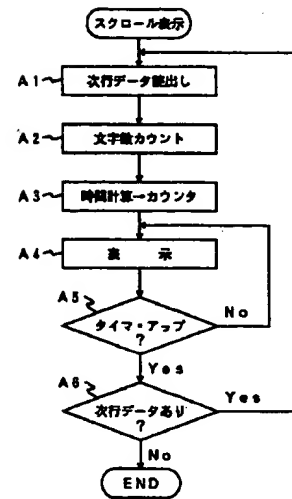 スクロール表示
A1 次行データ読出し
A2 文字数カウント
A3 時間計算→カウンタ
A4 表 示
A5 タイマ・アップ ? No
Yes
A6 次行データあり ? Yes
No
END